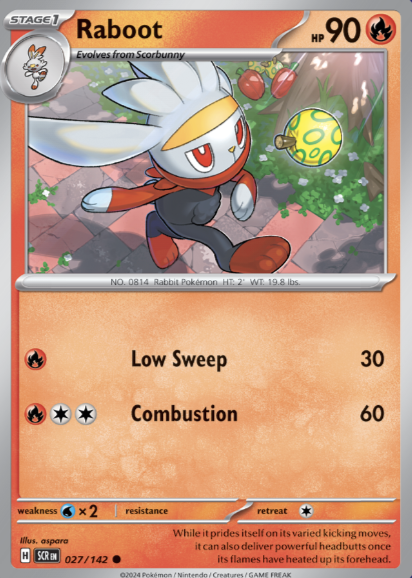 STAGE1
Raboot
HP 90
Evolves from Scorbunny
NO. 0814 Rabbit Pokémon HT: 2' WT: 19.8 lbs.
Low Sweep 30
Combustion 60
weakness ×2 resistance retreat
Illus. aspara
H SCR EN 027/142
While it prides itself on its varied kicking moves,
it can also deliver powerful headbutts once
its flames have heated up its forehead.
©2024 Pokémon / Nintendo / Creatures / GAME FREAK